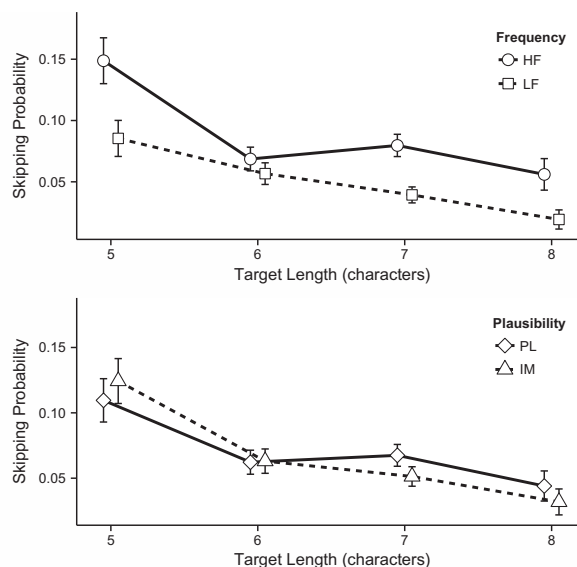 Frequency
HF
LF
Skipping Probability
0.15
0.10
0.05
5 6 7 8
Target Length (characters)
Plausibility
PL
IM
Skipping Probability
0.15
0.10
0.05
5 6 7 8
Target Length (characters)